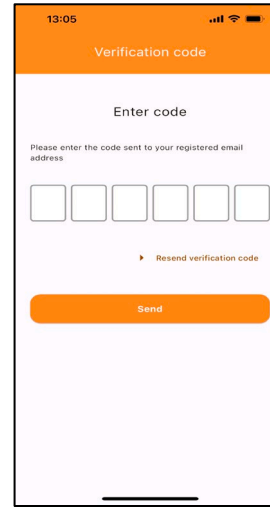 13:05
Verification code
Enter code
Please enter the code sent to your registered email
address
Resend verification code
Send